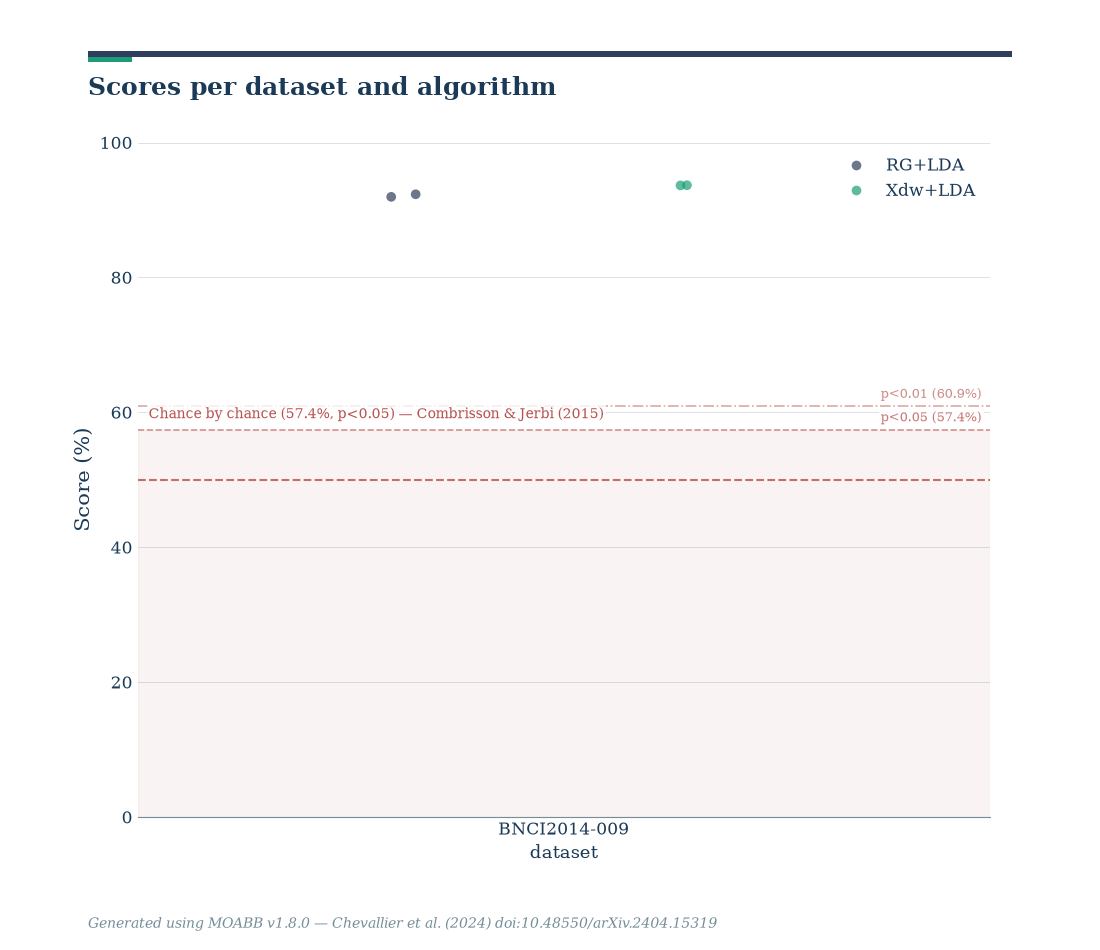 Scores per dataset and algorithm
100
RG+LDA
Xdw+LDA
80
p<0.01 (60.9%)
60
Chance by chance (57.4%, p<0.05) — Combrisson & Jerbi (2015)
p<0.05 (57.4%)
Score (%)
40
20
0
BNCI2014-009
dataset
Generated using MOABB v1.8.0 — Chevallier et al. (2024) doi:10.48550/arXiv.2404.15319